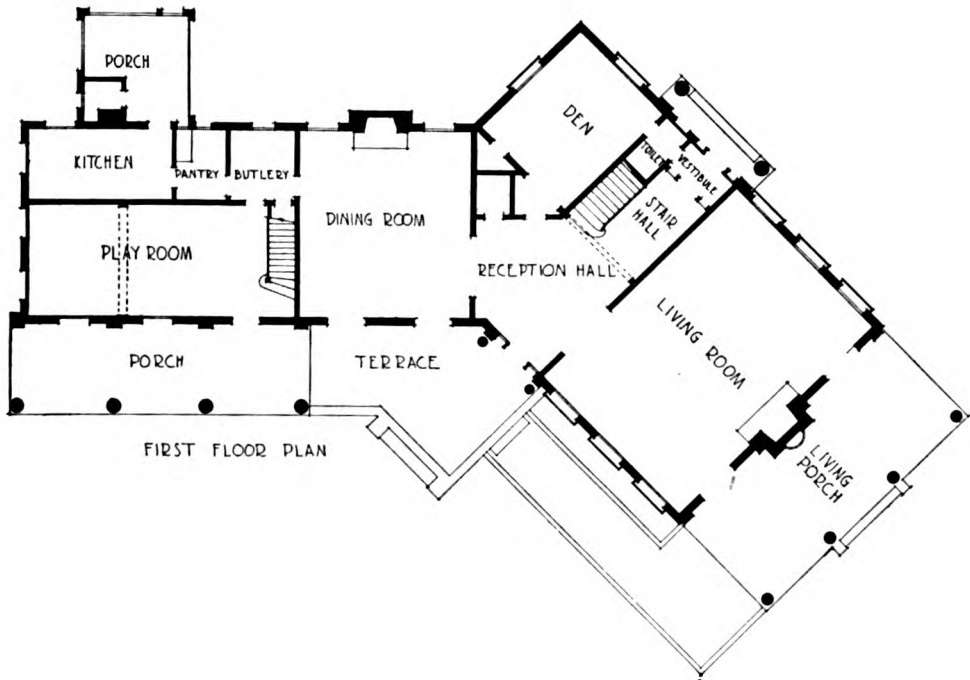 PORCH
DEN
KITCHEN
PANTRY
BUTLERY
TOILET
VESTIBULE
STAIR
HALL
DINING ROOM
PLAY ROOM
RECEPTION HALL
LIVING ROOM
PORCH
TERRACE
LIVING
PORCH
FIRST FLOOR PLAN